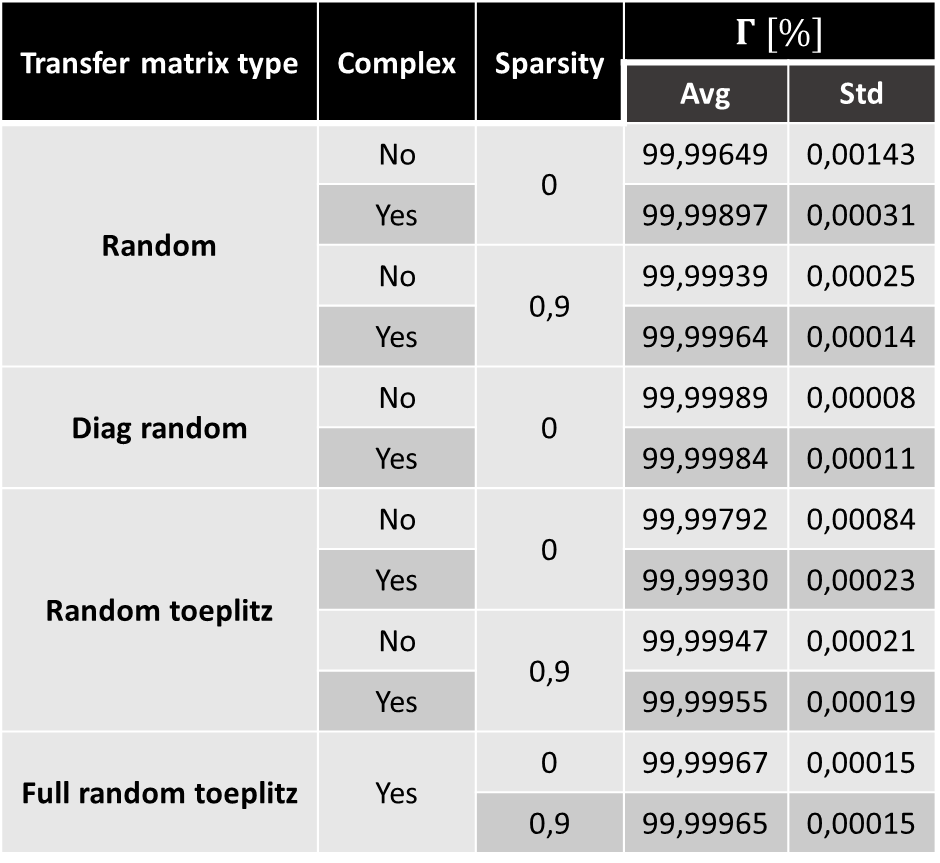 Transfer matrix type Complex Sparsity Γ [%]
Avg Std
Random No 0 99,99649 0,00143
Yes 99,99897 0,00031
No 0,9 99,99939 0,00025
Yes 99,99964 0,00014
Diag random No 0 99,99989 0,00008
Yes 99,99984 0,00011
Random toeplitz No 0 99,99792 0,00084
Yes 99,99930 0,00023
No 0,9 99,99947 0,00021
Yes 99,99955 0,00019
Full random toeplitz Yes 0 99,99967 0,00015
0,9 99,99965 0,00015